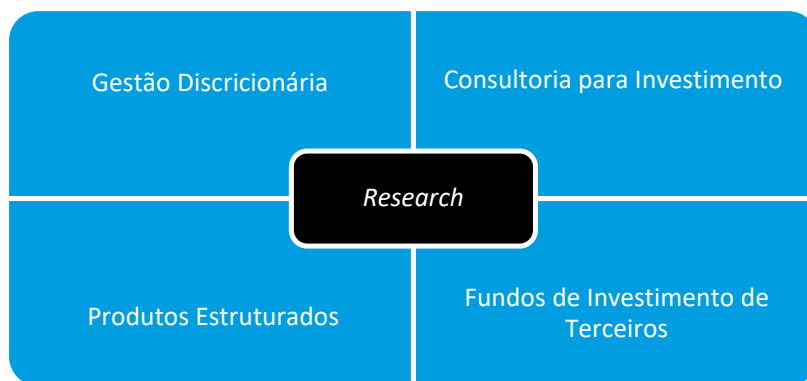 Gestão Discricionária
Consultoria para Investimento
Research
Produtos Estruturados
Fundos de Investimento de
Terceiros